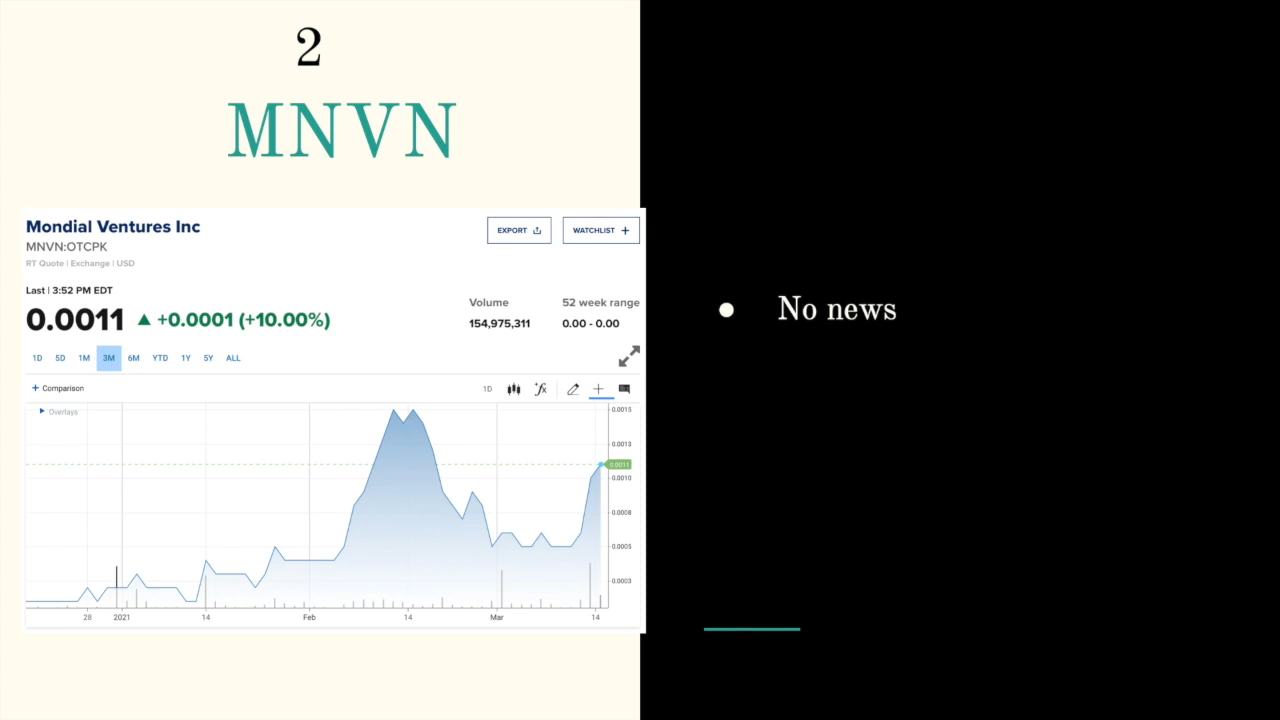 2
MNVN
Mondial Ventures Inc
EXPORT
WATCHLIST +
MNVN:OTCPK
RT Quote | Exchange | USD
Last | 3:52 PM EDT
0.0011 ▲ +0.0001 (+10.00%)
Volume
52 week range
154,975,311
0.00 - 0.00
1D 5D 1M 3M 6M YTD 1Y 5Y ALL
+ Comparison
1D
Overlays
0.0015
0.0013
0.0011
0.0010
0.0008
0.0005
0.0003
28 2021 14 Feb 14 Mar 14
● No news